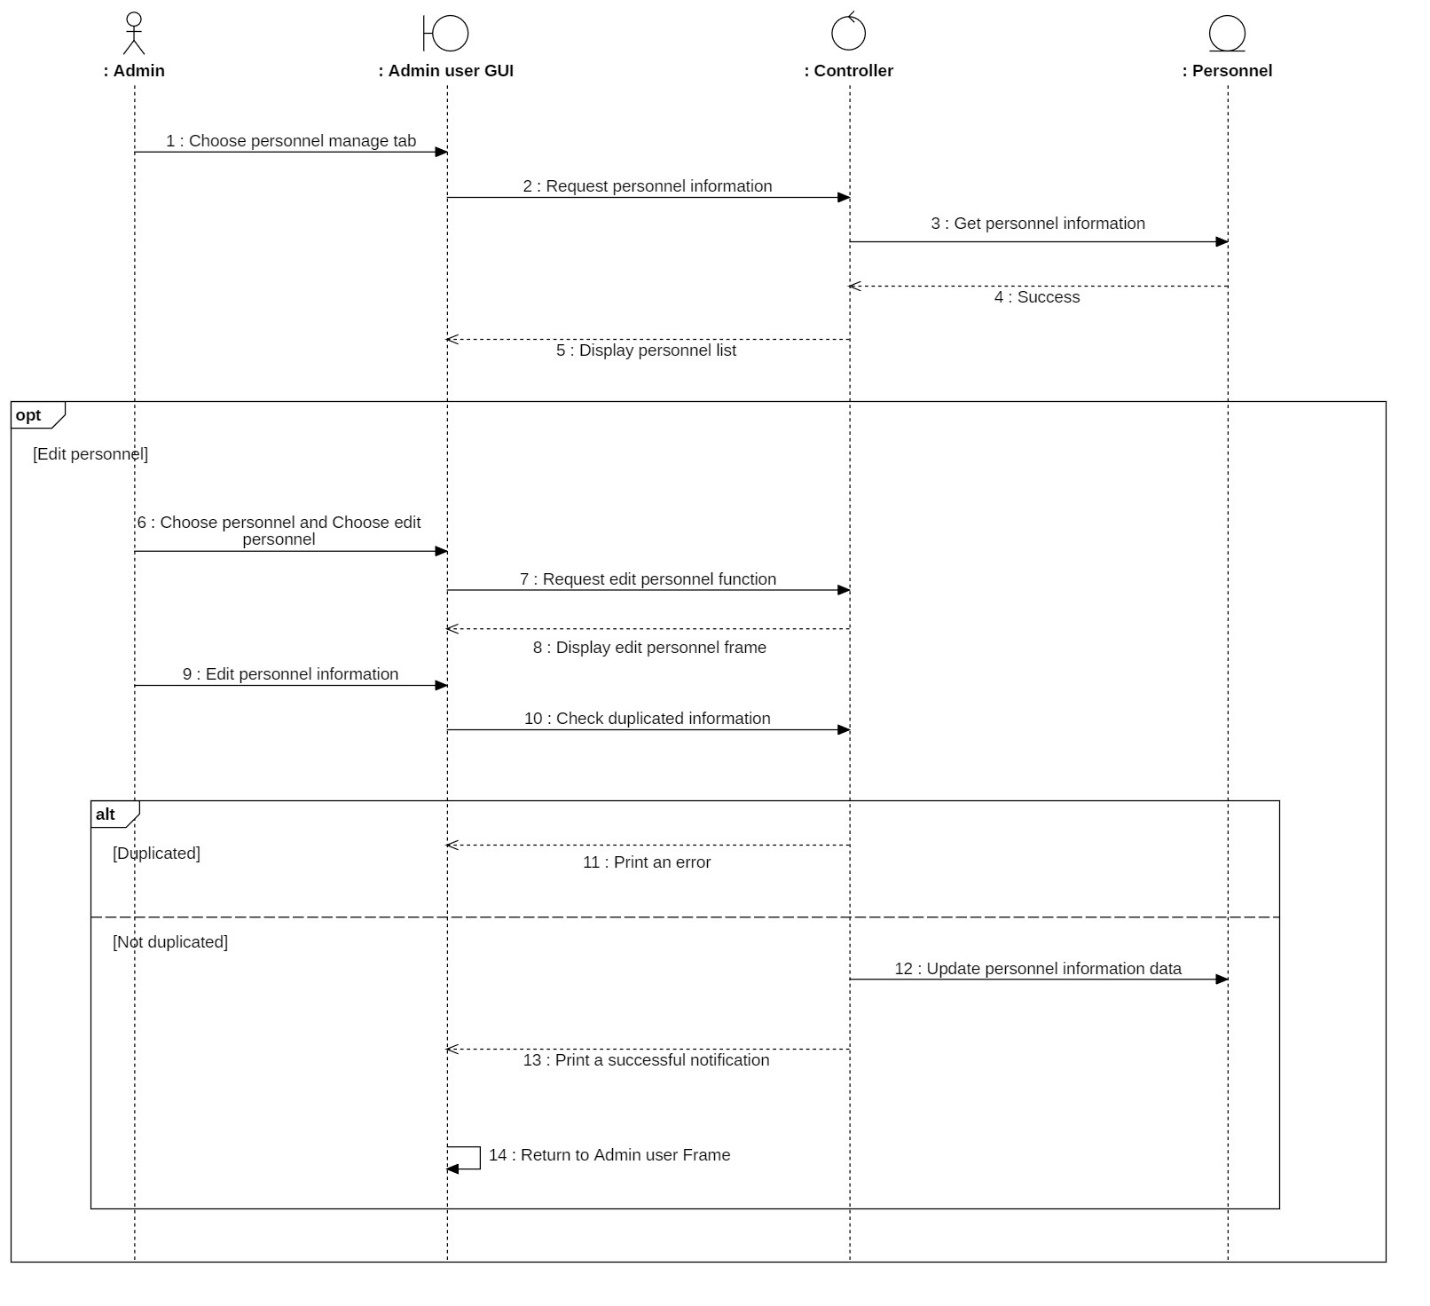 : Admin
: Admin user GUI
: Controller
: Personnel
1 : Choose personnel manage tab
2 : Request personnel information
3 : Get personnel information
4 : Success
5 : Display personnel list
opt
[Edit personnel]
6 : Choose personnel and Choose edit
personnel
7 : Request edit personnel function
8 : Display edit personnel frame
9 : Edit personnel information
10 : Check duplicated information
alt
[Duplicated]
11 : Print an error
[Not duplicated]
12 : Update personnel information data
13 : Print a successful notification
14 : Return to Admin user Frame